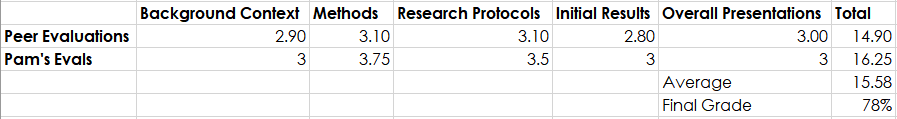 Background Context Methods Research Protocols Initial Results Overall Presentations Total
Peer Evaluations 2.90 3.10 3.10 2.80 3.00 14.90
Pam's Evals 3 3.75 3.5 3 3 16.25
Average 15.58
Final Grade 78%